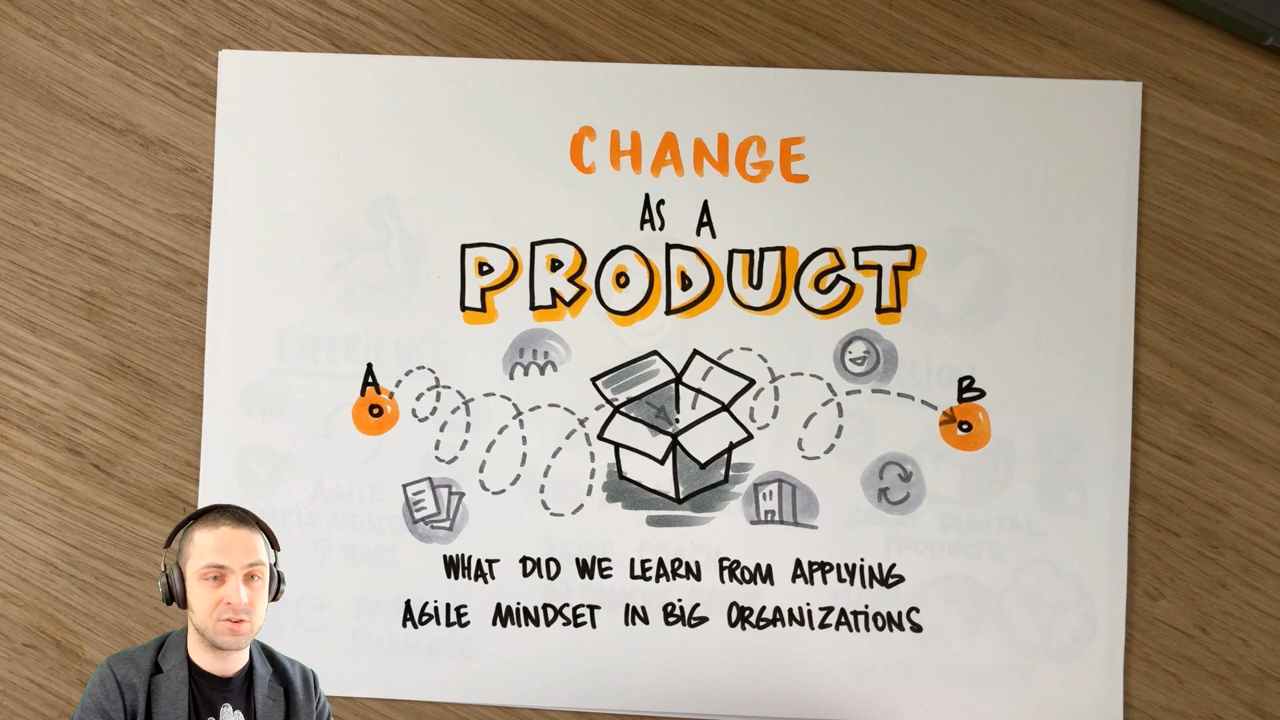 CHANGE
AS A
PRODUCT
A
B
WHAT DID WE LEARN FROM APPLYING
AGILE MINDSET IN BIG ORGANIZATIONS